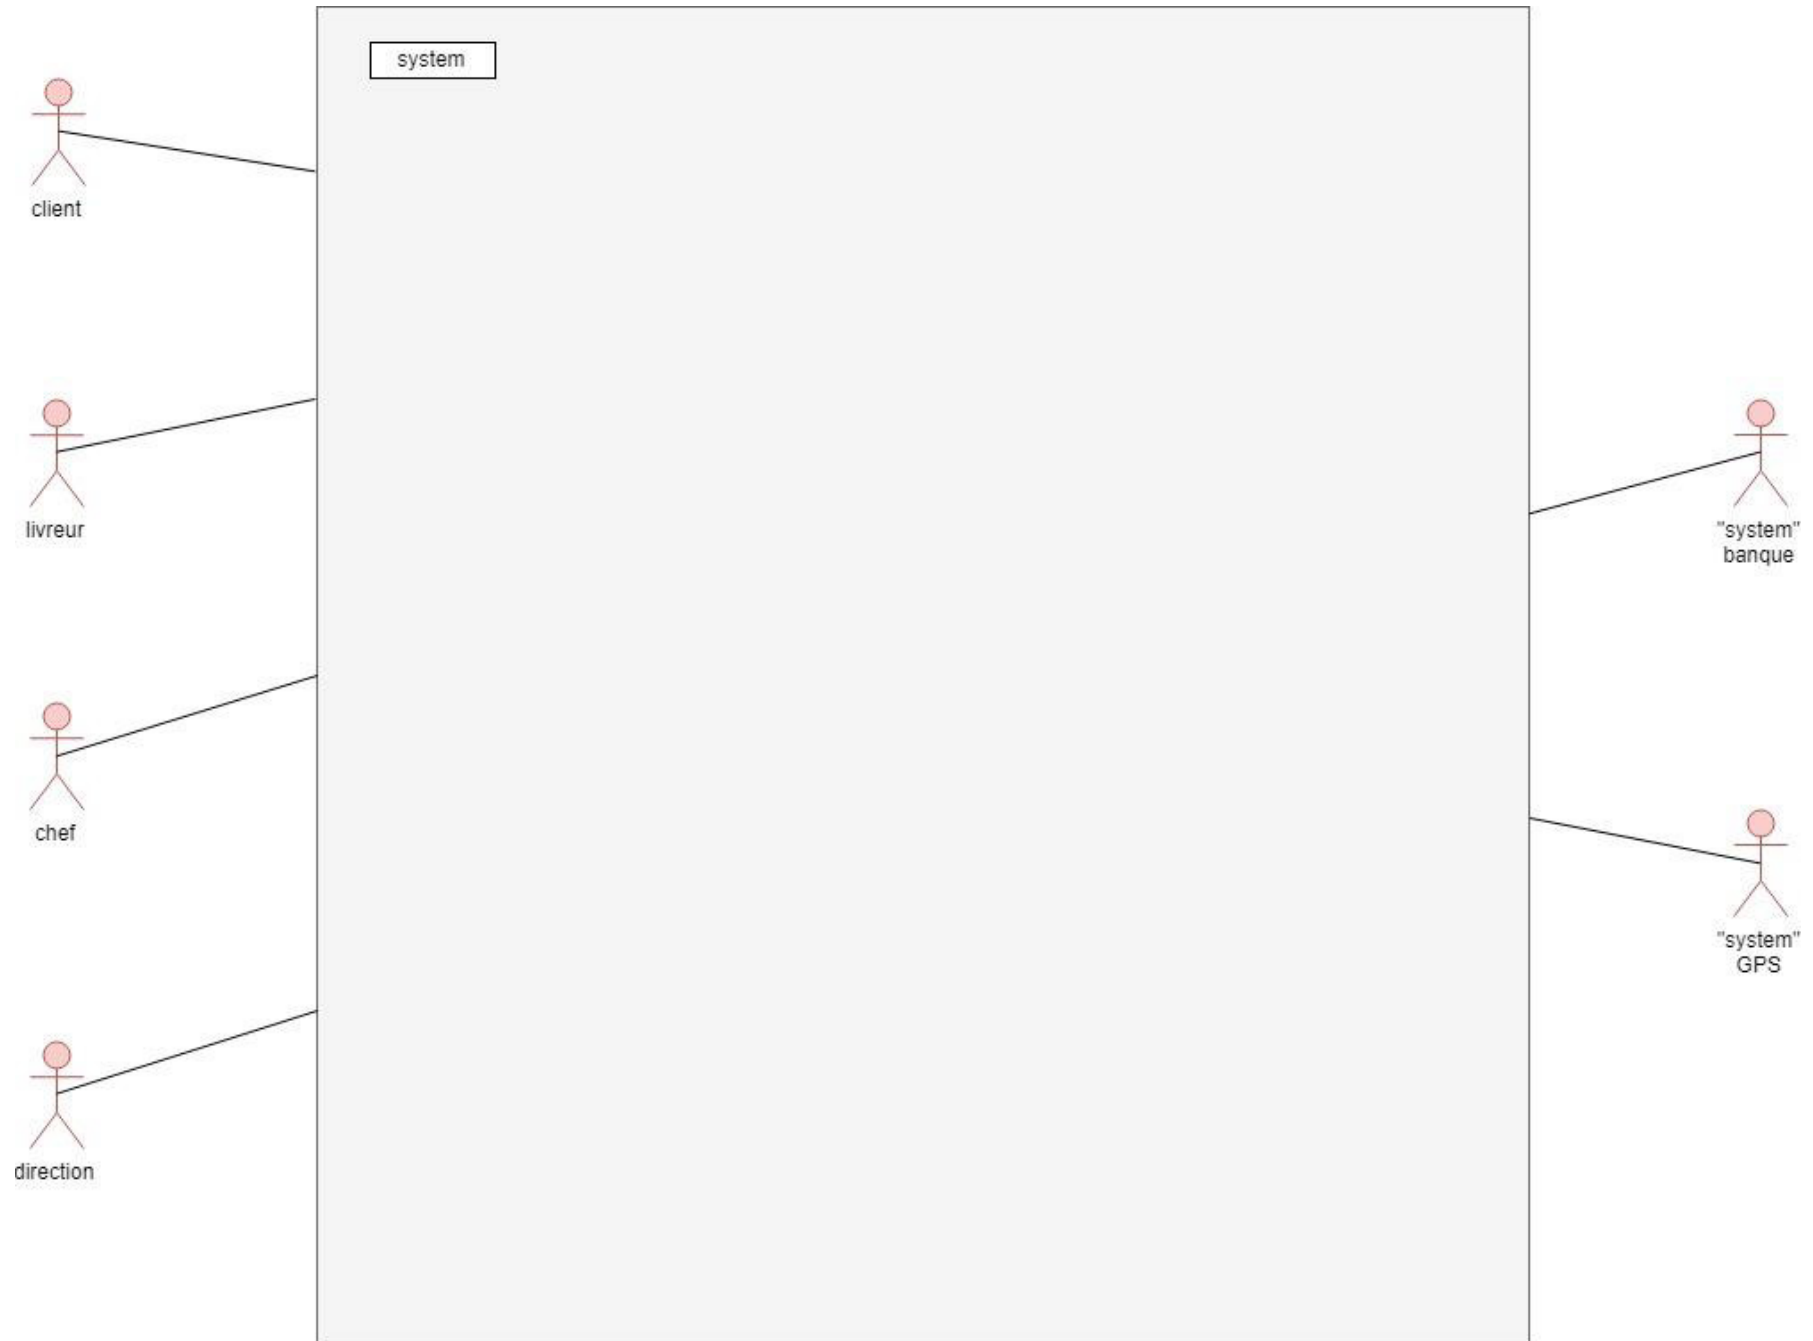 system
client
livreur
chef
direction
"system"
banque
"system"
GPS